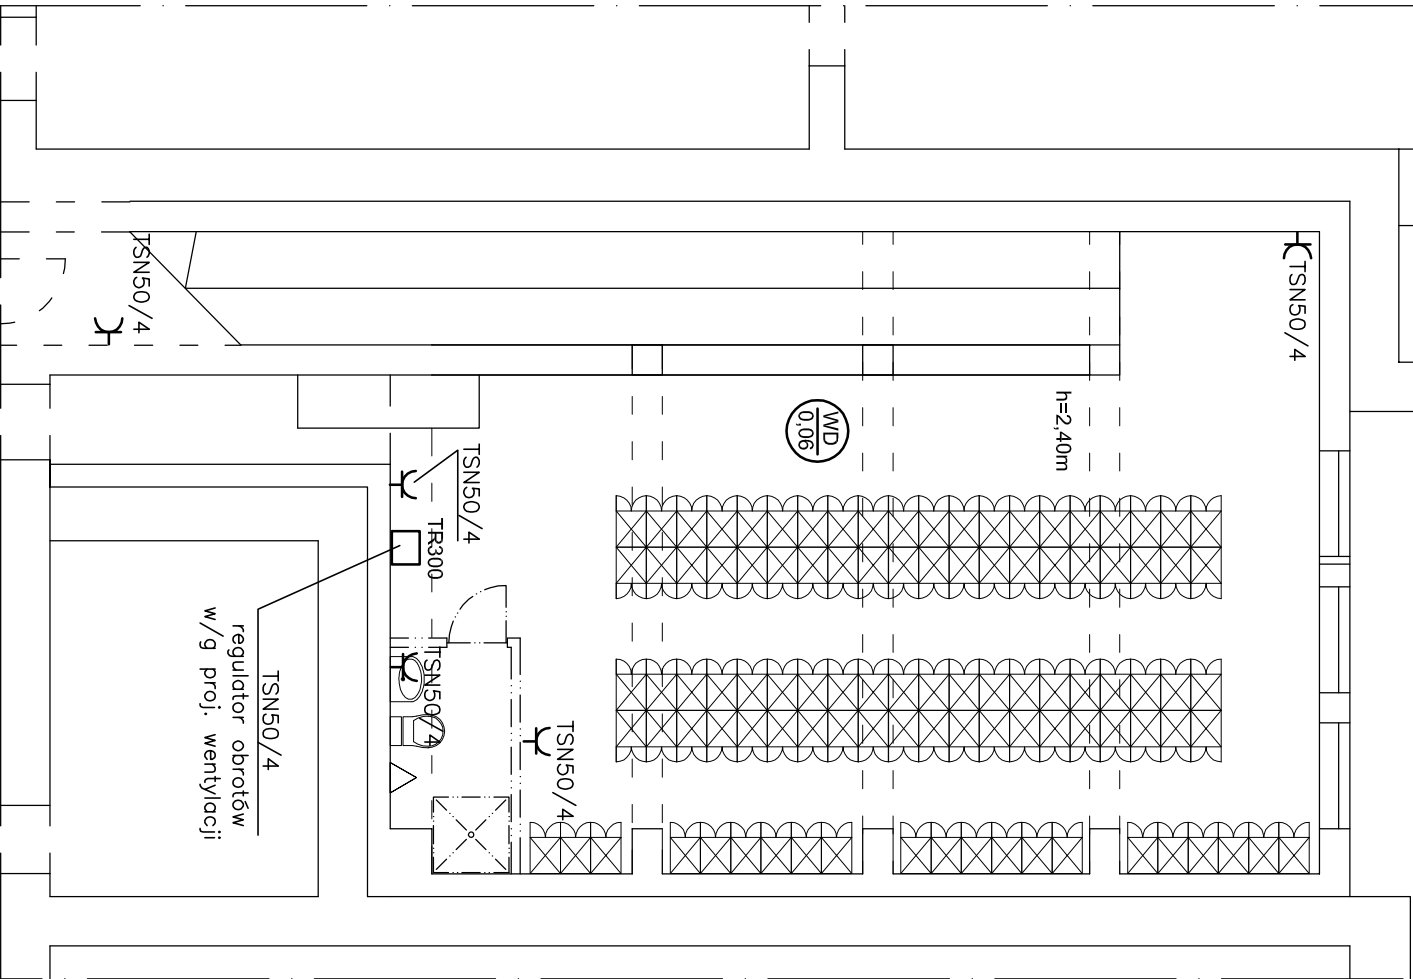 TSN50/4
TSN50/4
WD
0,06
h=2,40m
TSN50/4
TR300
TSN50/4
TSN50/4
TSN50/4
regulator obrotów
w/g proj. wentylacji